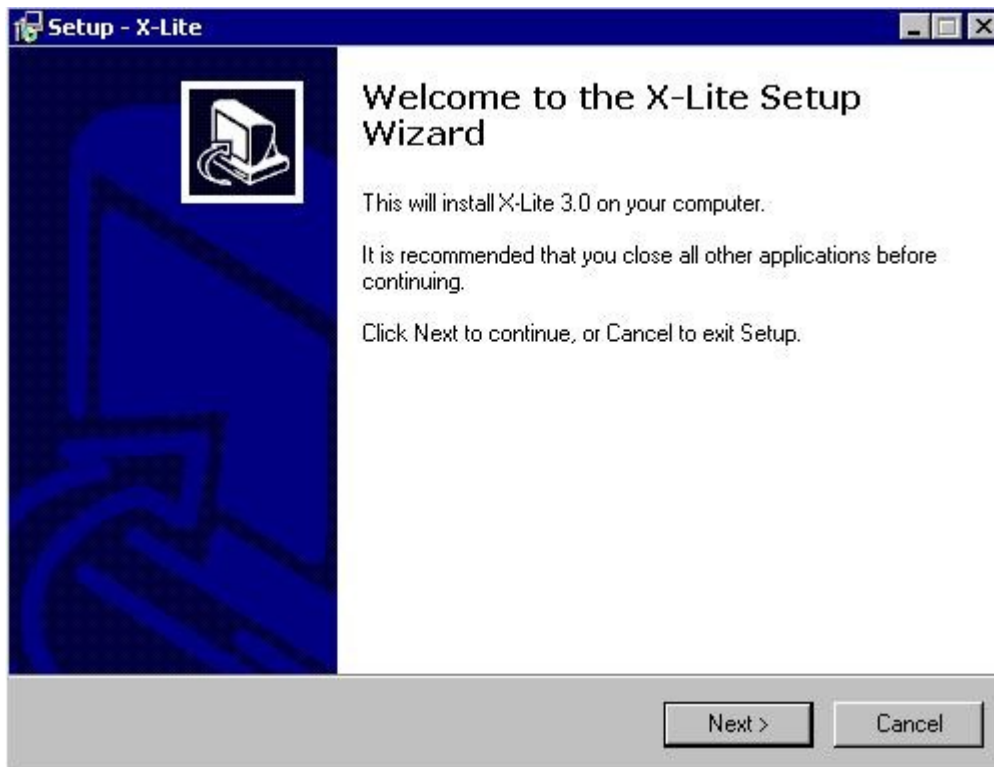 Setup - X-Lite
Welcome to the X-Lite Setup
Wizard
This will install X-Lite 3.0 on your computer.
It is recommended that you close all other applications before
continuing.
Click Next to continue, or Cancel to exit Setup.
Next >
Cancel